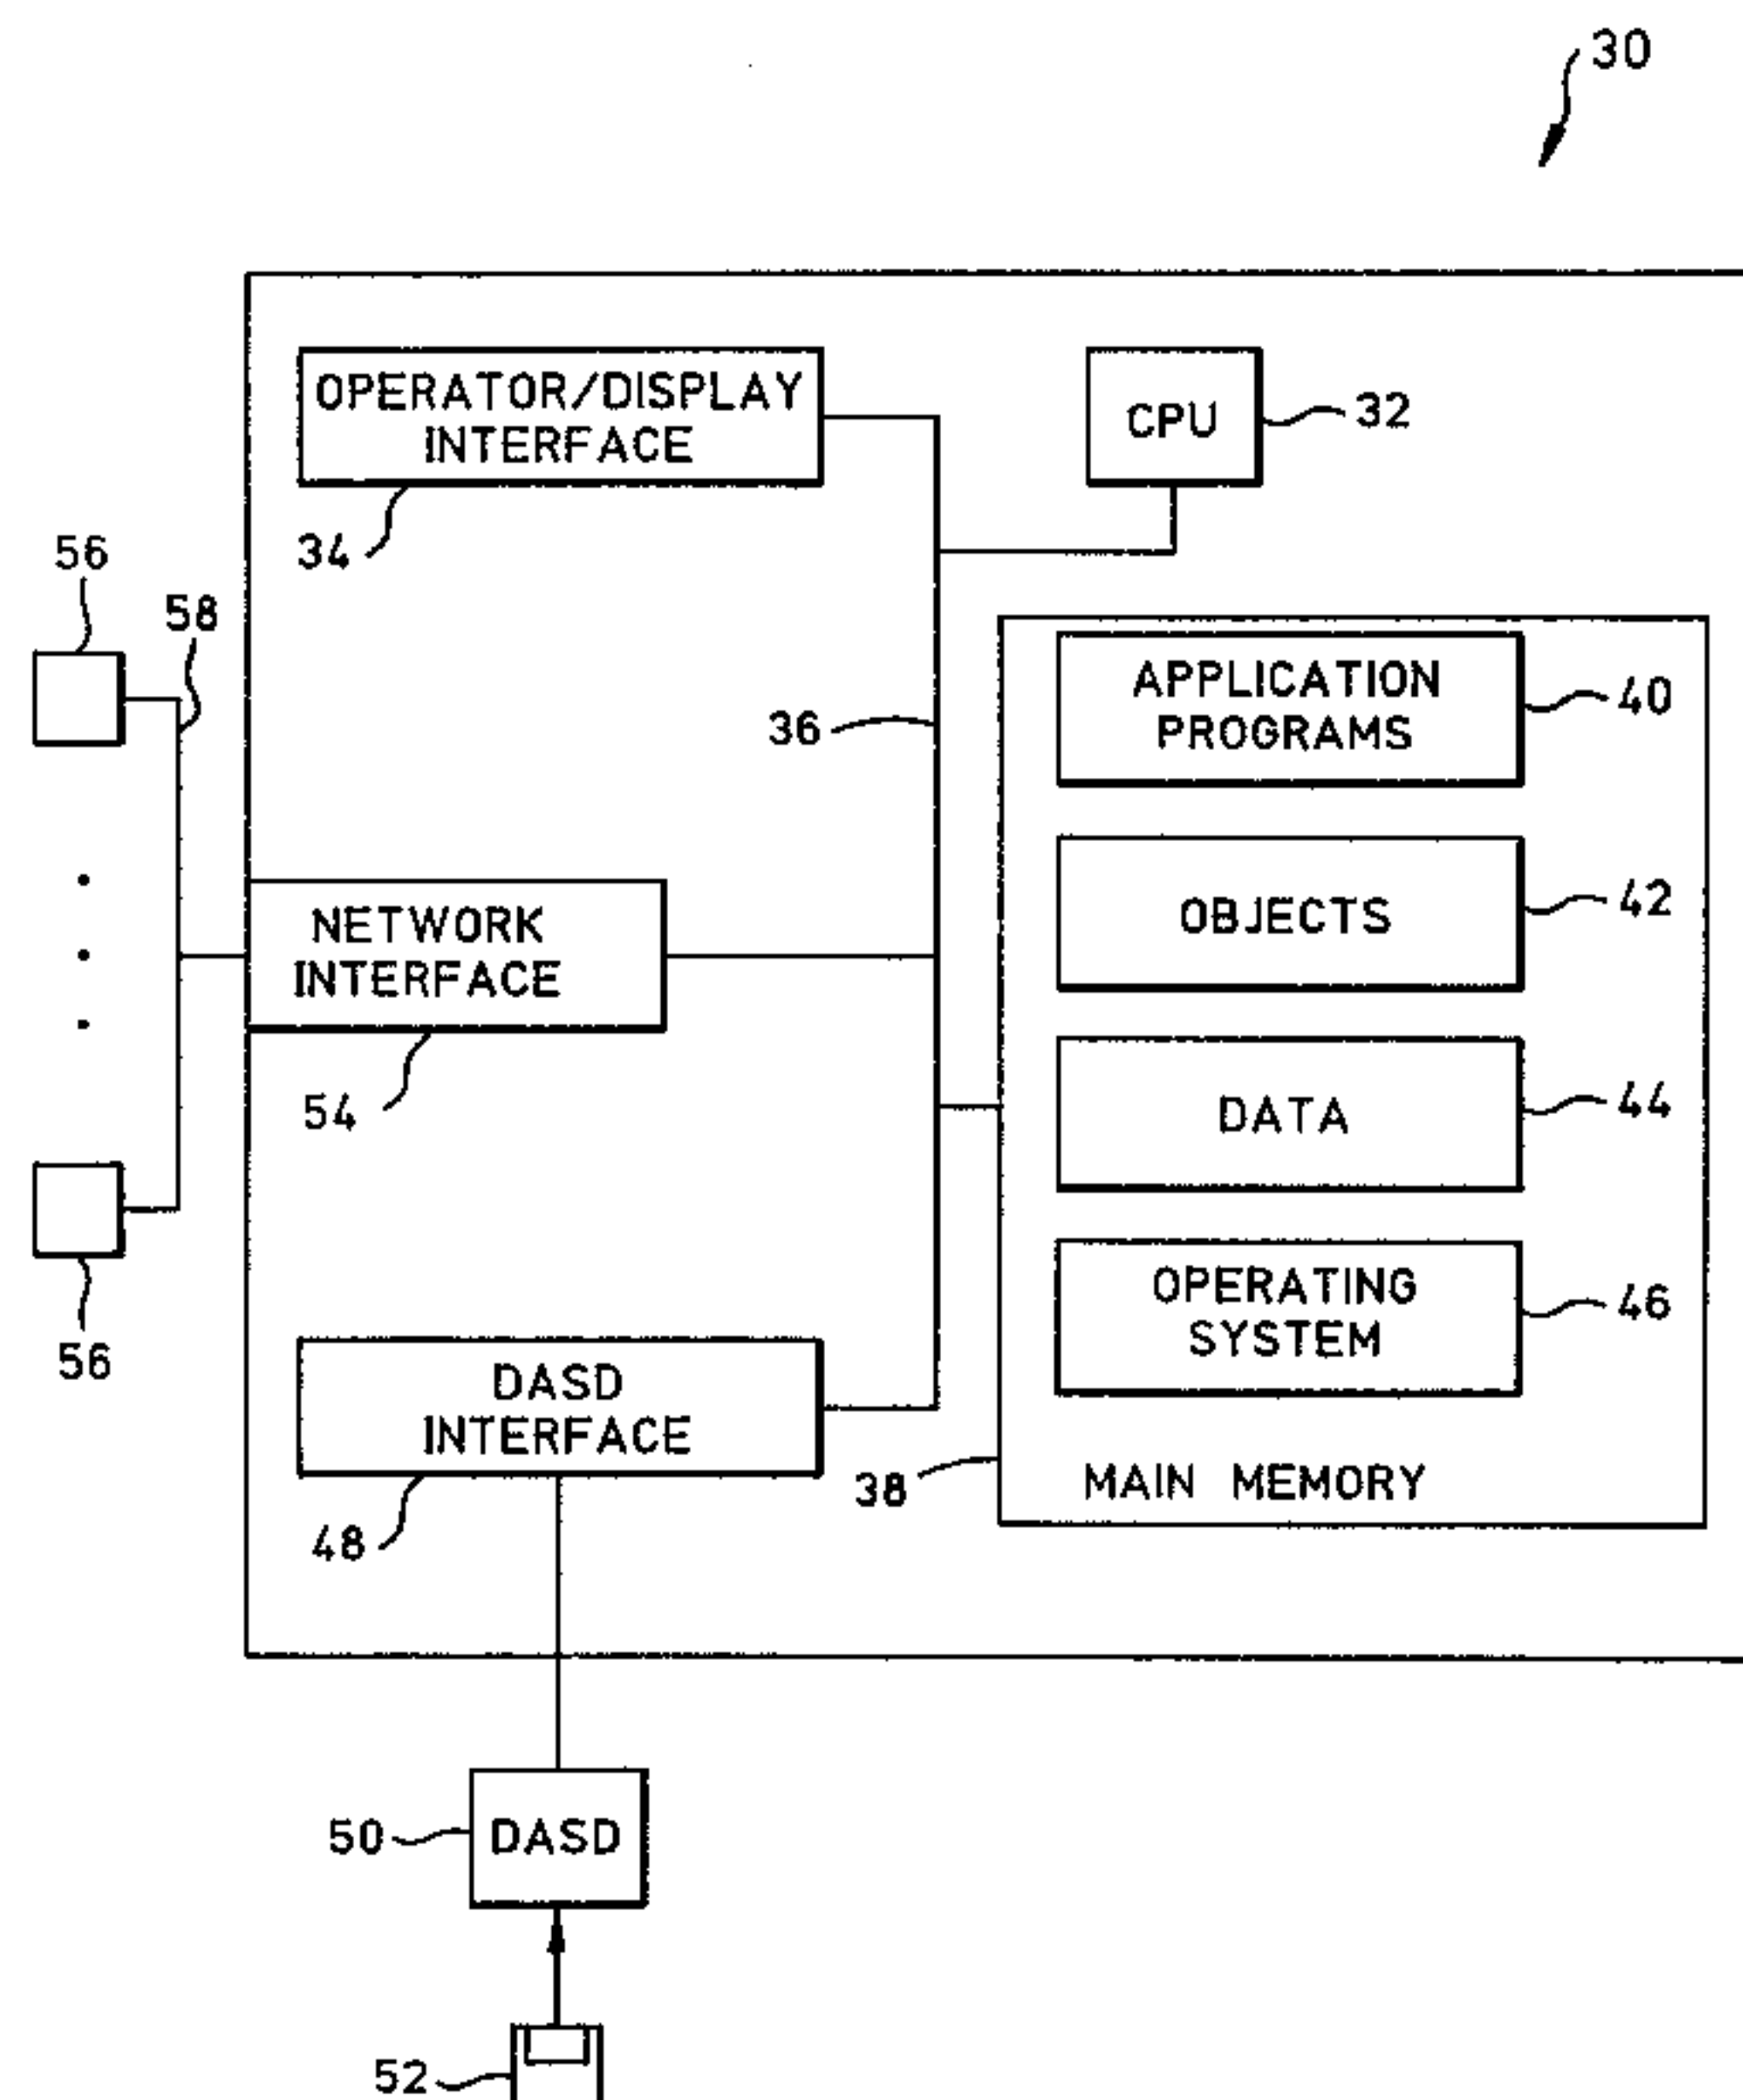 30
OPERATOR/DISPLAY
INTERFACE
34
CPU
32
56
58
36
APPLICATION
PROGRAMS
40
OBJECTS
42
NETWORK
INTERFACE
54
DATA
44
56
OPERATING
SYSTEM
46
DASD
INTERFACE
48
38
MAIN MEMORY
50
DASD
52